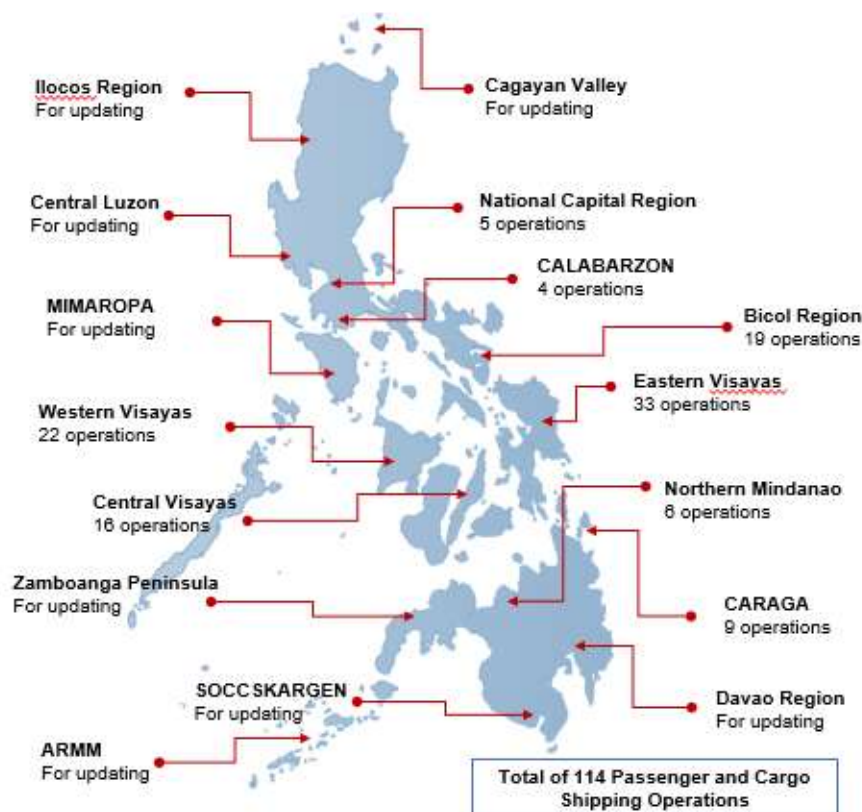 Ilocos Region
For updating
Cagayan Valley
For updating
Central Luzon
For updating
National Capital Region
5 operations
CALABARZON
4 operations
MIMAROPA
For updating
Bicol Region
19 operations
Eastern Visayas
33 operations
Western Visayas
22 operations
Central Visayas
16 operations
Northern Mindanao
6 operations
Zamboanga Peninsula
For updating
CARAGA
9 operations
SOCCSKARGEN
For updating
Davao Region
For updating
ARMM
For updating
Total of 114 Passenger and Cargo
Shipping Operations